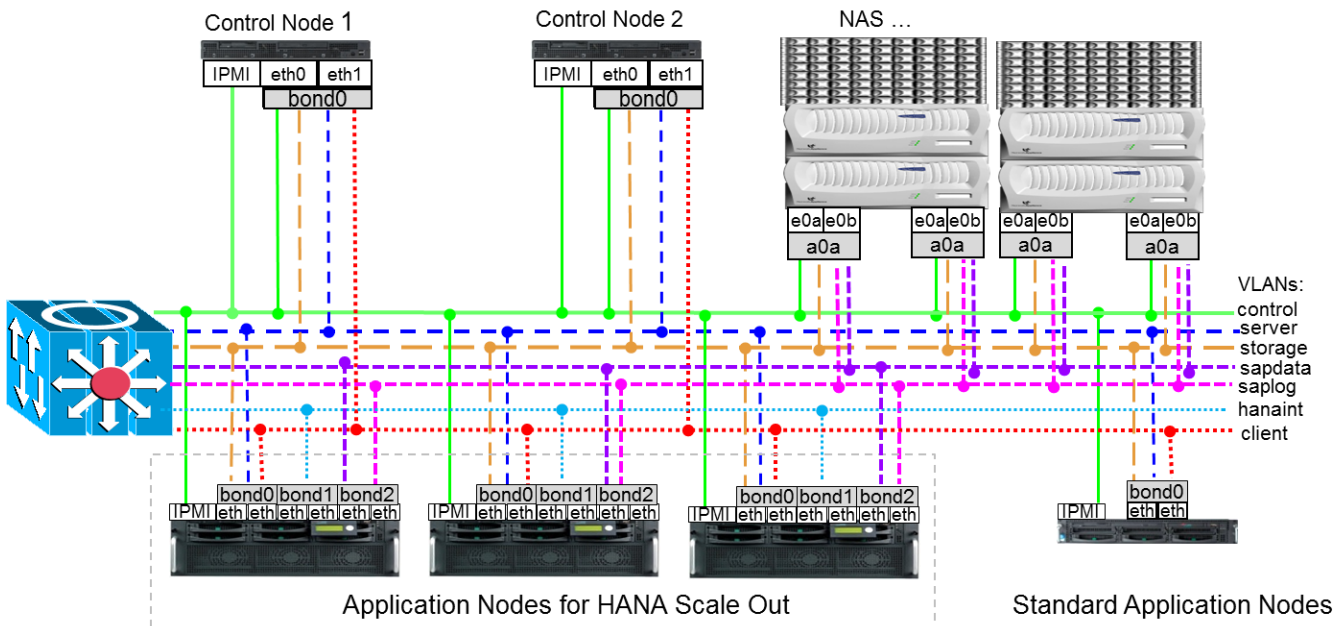 Control Node 1
Control Node 2
NAS ...
IPMI eth0 eth1
bond0
IPMI eth0 eth1
bond0
e0a e0b
a0a
e0a e0b
a0a
e0a e0b
a0a
e0a e0b
a0a
VLANs:
control
server
storage
sapdata
saplog
hanaint
client
bond0 bond1 bond2
IPMI eth eth eth eth eth eth
bond0 bond1 bond2
IPMI eth eth eth eth eth eth
bond0 bond1 bond2
IPMI eth eth eth eth eth eth
bond0
IPMI eth eth
Application Nodes for HANA Scale Out
Standard Application Nodes